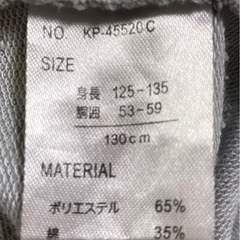 NO. KP-45520C
SIZE
身長 125-135
胴囲 53-59
130cm
MATERIAL
ポリエステル 65%
綿 35%